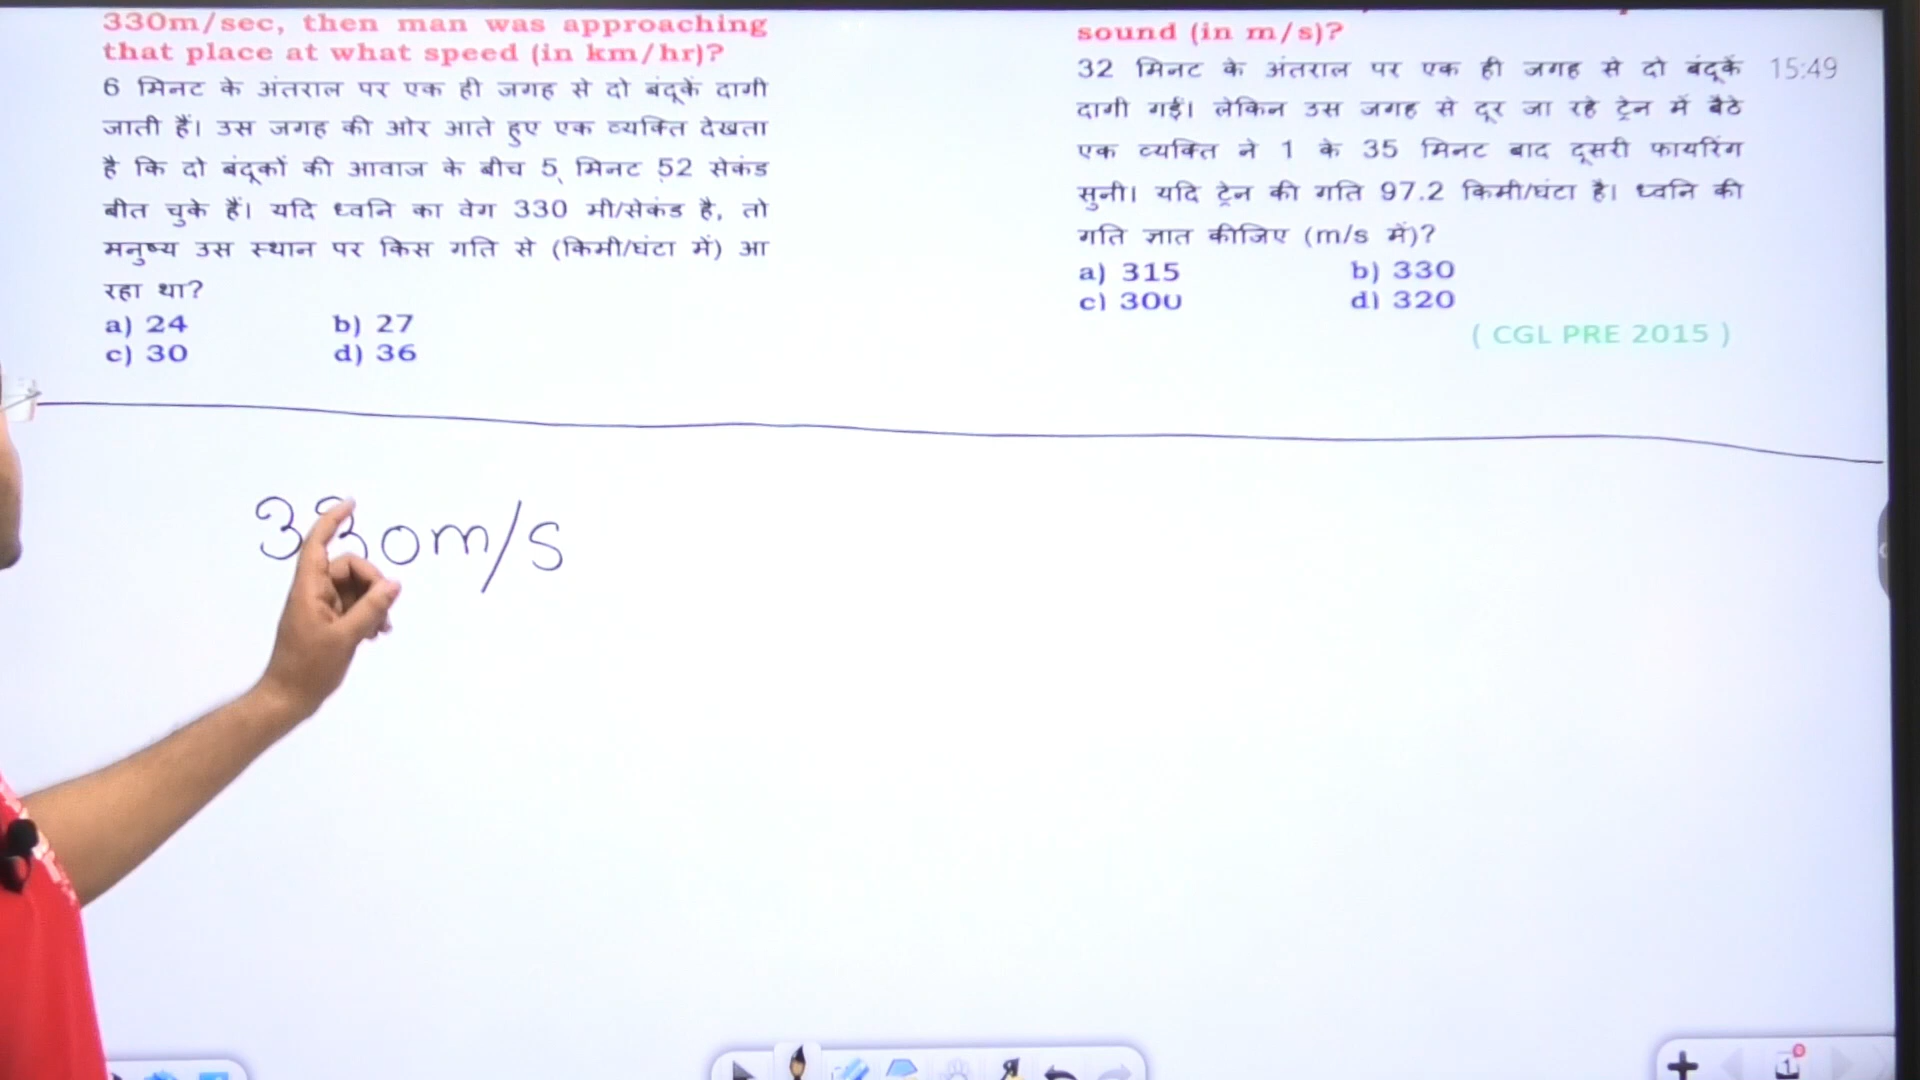 330m/sec, then man was approaching
that place at what speed (in km/hr)?
6 मिनट के अंतराल पर एक ही जगह से दो बंदूकें दागी
जाती हैं। उस जगह की ओर आते हुए एक व्यक्ति देखता
है कि दो बंदूकों की आवाज के बीच 5 मिनट 52 सेकंड
बीत चुके हैं। यदि ध्वनि का वेग 330 मी/सेकंड है, तो
मनुष्य उस स्थान पर किस गति से (किमी/घंटा में) आ
रहा था?
a) 24 b) 27
c) 30 d) 36
sound (in m/s)?
32 मिनट के अंतराल पर एक ही जगह से दो बंदूकें
दागी गईं। लेकिन उस जगह से दूर जा रहे ट्रेन में बैठे
एक व्यक्ति ने 1 के 35 मिनट बाद दूसरी फायरिंग
सुनी। यदि ट्रेन की गति 97.2 किमी/घंटा है। ध्वनि की
गति ज्ञात कीजिए (m/s में)?
a) 315 b) 330
c) 300 d) 320
( CGL PRE 2015 )
15:49
330m/s
1